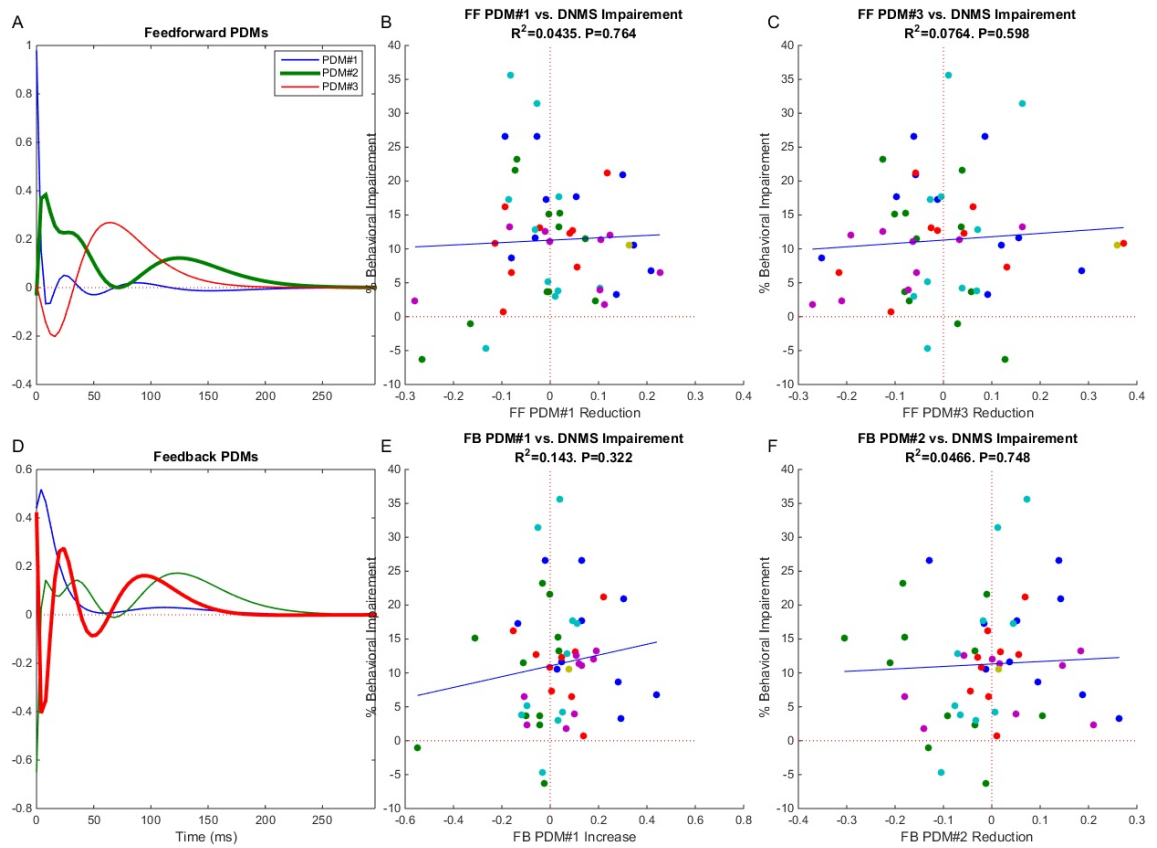 A
Feedforward PDMs
PDM#1
PDM#2
PDM#3
1
0.8
0.6
0.4
0.2
0
-0.2
-0.4
0 50 100 150 200 250
B
FF PDM#1 vs. DNMS Impairement
R²=0.0435. P=0.764
% Behavioral Impairement
40
35
30
25
20
15
10
5
0
-5
-10
-0.3 -0.2 -0.1 0 0.1 0.2 0.3 0.4
FF PDM#1 Reduction
C
FF PDM#3 vs. DNMS Impairement
R²=0.0764. P=0.598
% Behavioral Impairement
40
35
30
25
20
15
10
5
0
-5
-10
-0.3 -0.2 -0.1 0 0.1 0.2 0.3 0.4
FF PDM#3 Reduction
D
Feedback PDMs
0.6
0.4
0.2
0
-0.2
-0.4
-0.6
-0.8
0 50 100 150 200 250
Time (ms)
E
FB PDM#1 vs. DNMS Impairement
R²=0.143. P=0.322
% Behavioral Impairement
40
35
30
25
20
15
10
5
0
-5
-10
-0.6 -0.4 -0.2 0 0.2 0.4 0.6 0.8
FB PDM#1 Increase
F
FB PDM#2 vs. DNMS Impairement
R²=0.0466. P=0.748
% Behavioral Impairement
40
35
30
25
20
15
10
5
0
-5
-10
-0.4 -0.3 -0.2 -0.1 0 0.1 0.2 0.3
FB PDM#2 Reduction